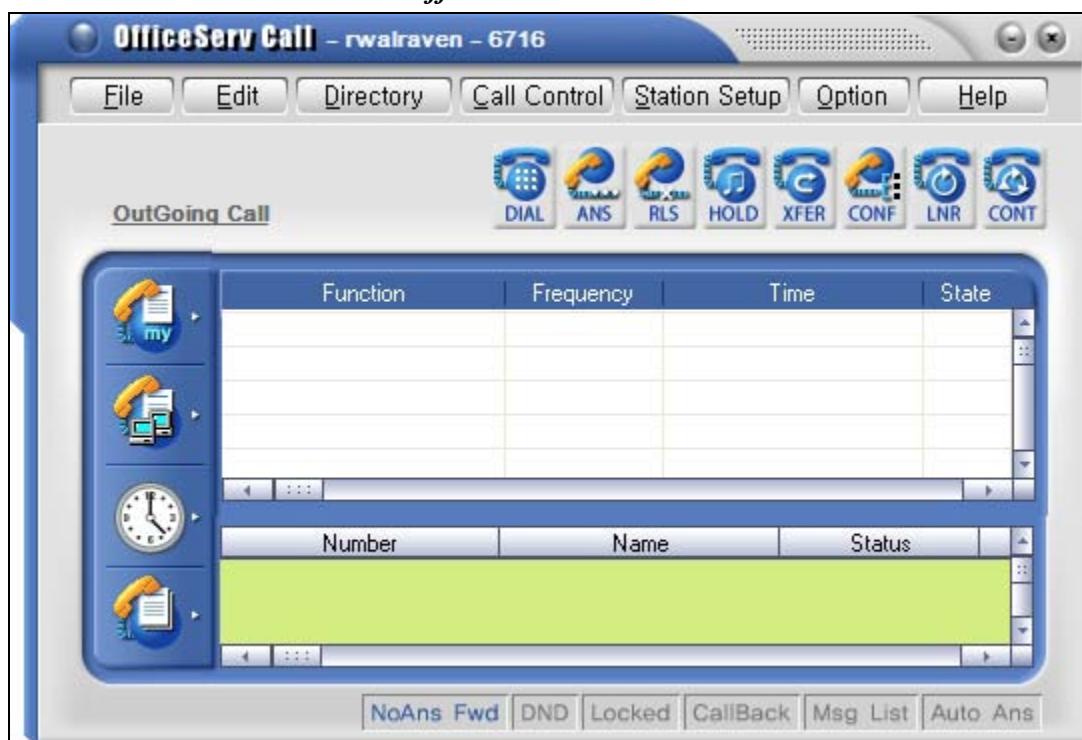 OfficeServ Call - rwalraven - 6716
File Edit Directory Call Control Station Setup Option Help
OutGoing Call
DIAL ANS RLS HOLD XFER CONF LNR CONT
my
Function Frequency Time State
Number Name Status
NoAns Fwd DND Locked CallBack Msg List Auto Ans